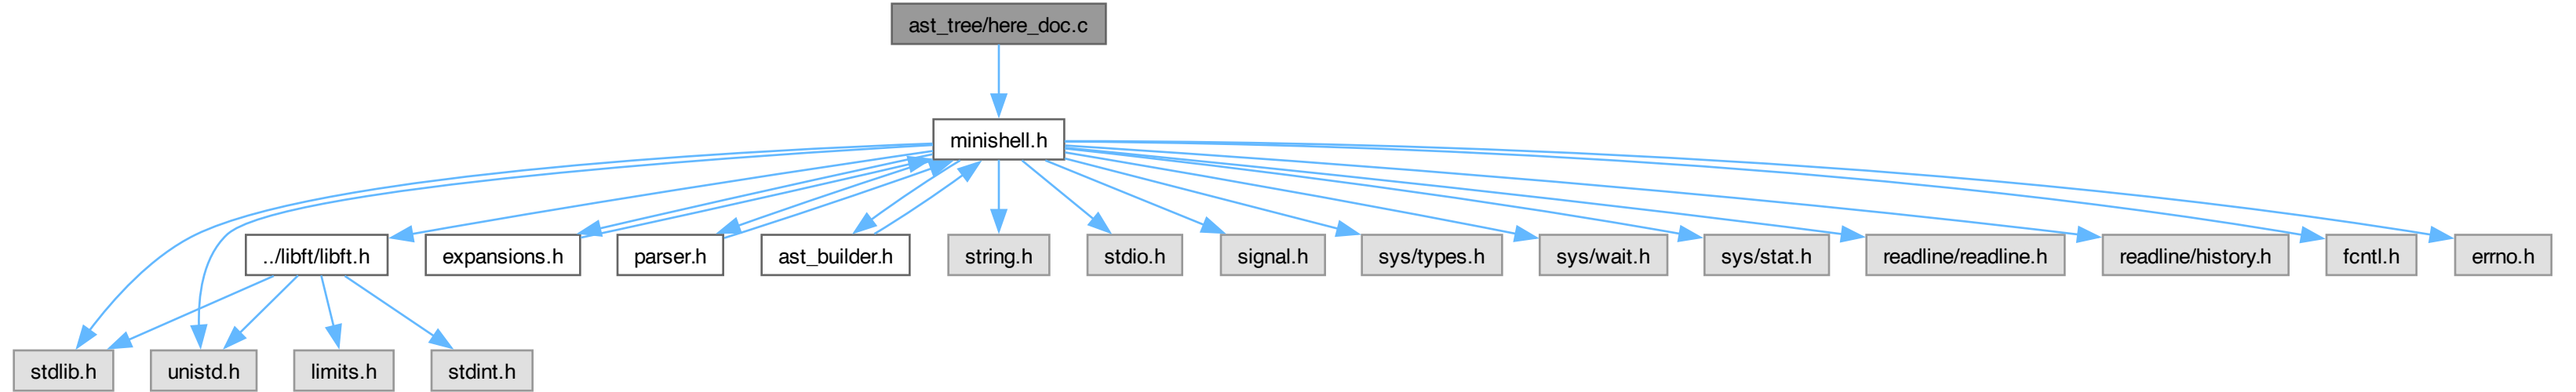 ast_tree/here_doc.c
minishell.h
../libft/libft.h
expansions.h
parser.h
ast_builder.h
string.h
stdio.h
signal.h
sys/types.h
sys/wait.h
sys/stat.h
readline/readline.h
readline/history.h
fcntl.h
errno.h
stdlib.h
unistd.h
limits.h
stdint.h